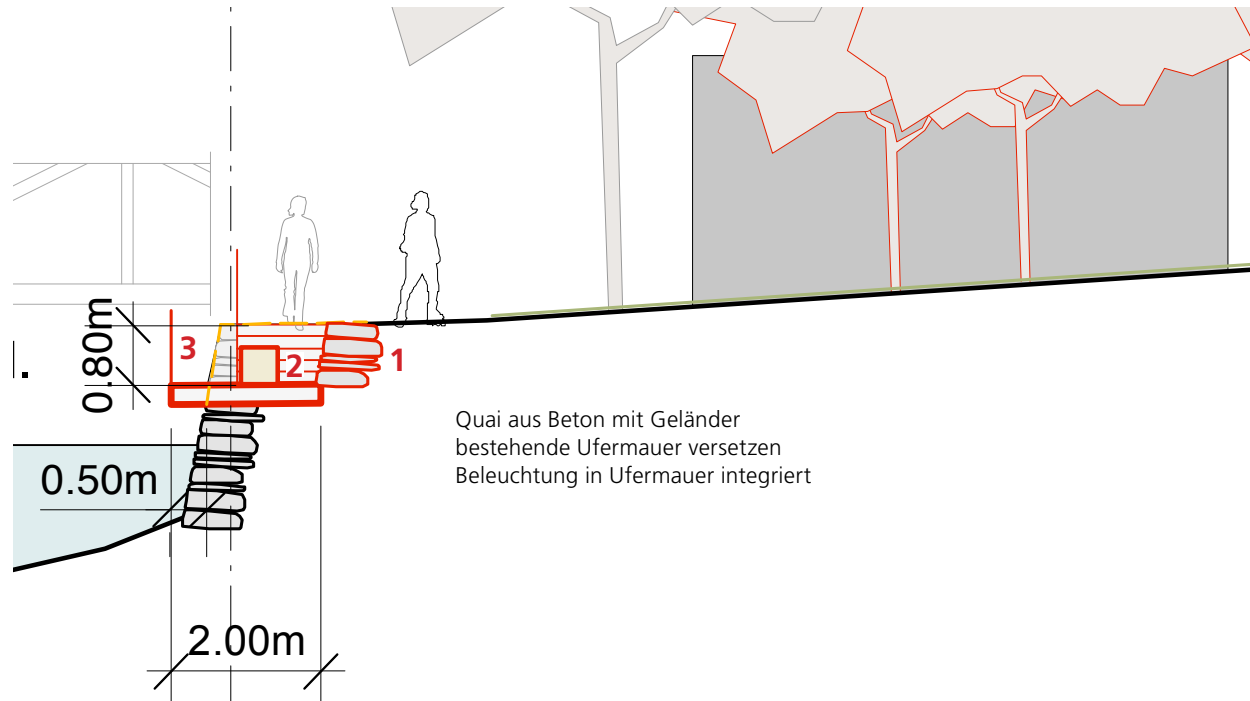 3
2
1
0.80m
l.
Quai aus Beton mit Geländer
bestehende Ufermauer versetzen
Beleuchtung in Ufermauer integriert
0.50m
2.00m